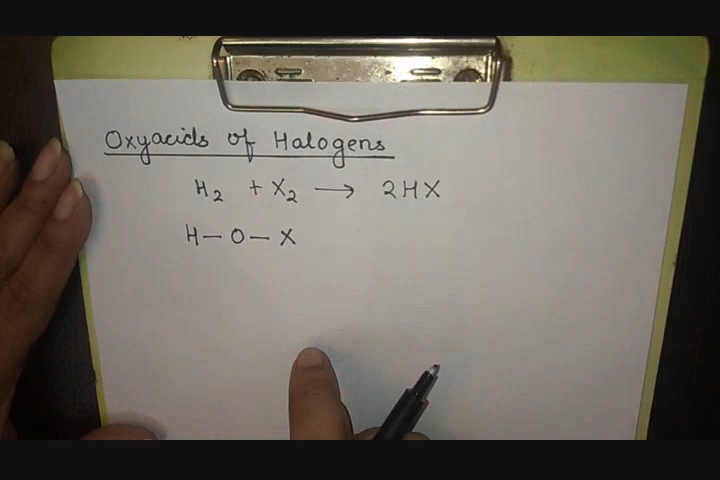 Oxyacids of Halogens
H₂ + X₂ → 2HX
H — O — X